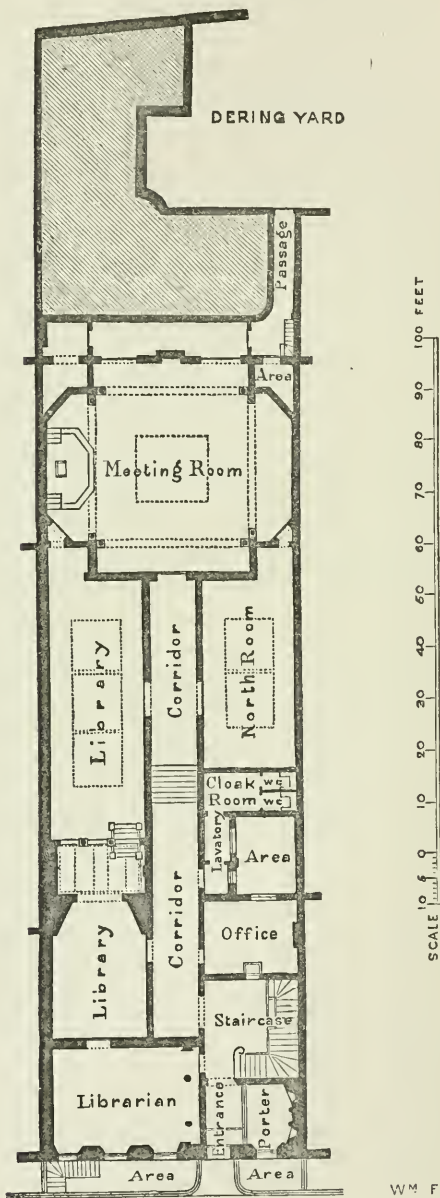 DERING YARD
Passage
Area
Meeting Room
Library
Corridor
North Room
Cloak
Room
WC
WC
Lavatory
Area
Library
Corridor
Office
Staircase
Librarian
Entrance
Porter
Area
Area
SCALE
10 5 0 10 20 30 40 50 60 70 80 90 100 FEET
WM F